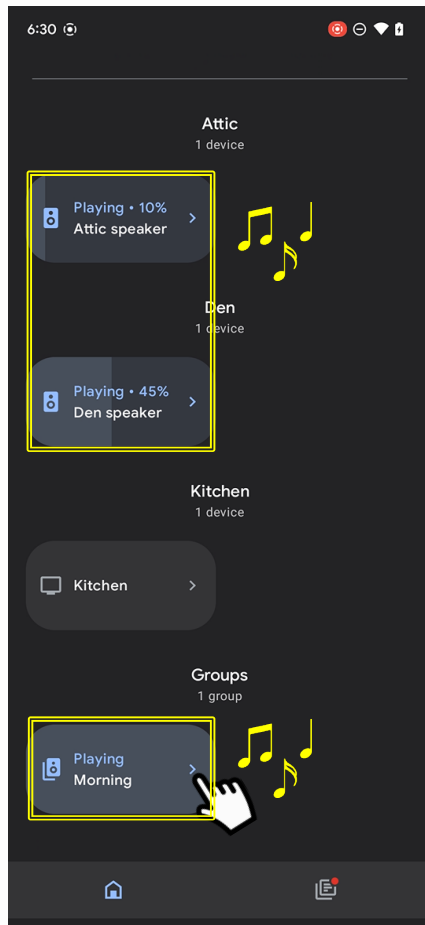 6:30
Attic
1 device
Playing • 10%
Attic speaker
Den
1 device
Playing • 45%
Den speaker
Kitchen
1 device
Kitchen
Groups
1 group
Playing
Morning